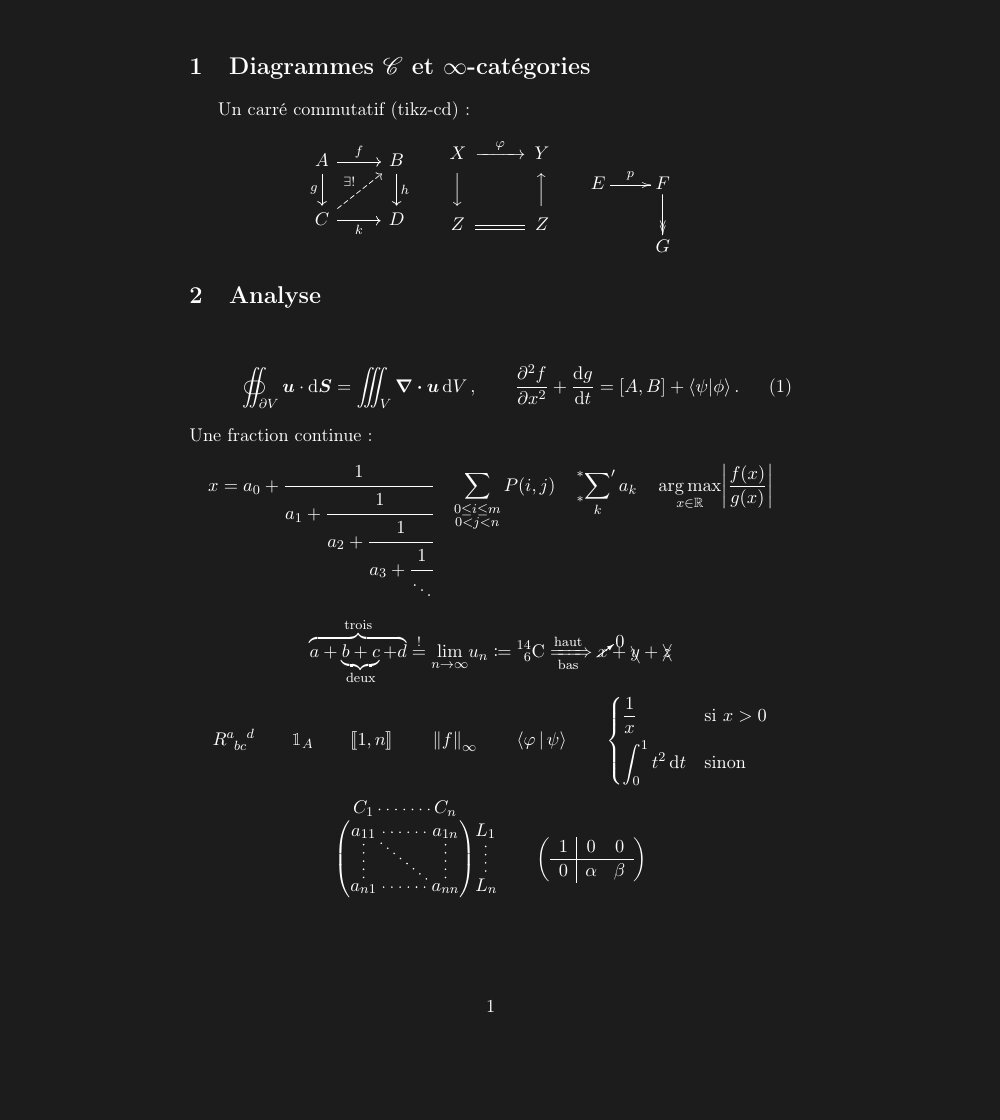 1 Diagrammes 𝒞 et ∞-catégories
Un carré commutatif (tikz-cd) :
A f B X φ Y
g ∃! h E p F
C k D Z Z
G
2 Analyse
∯_{∂V} 𝒖 · d𝑺 = ∭_V 𝛁 · 𝒖 dV , ∂²f/∂x² + dg/dt = [A, B] + ⟨ψ|ϕ⟩ . (1)
Une fraction continue :
x = a₀ + 1/(a₁ + 1/(a₂ + 1/(a₃ + 1/⋱))) ∑_{0≤i≤m, 0<j<n} P(i, j) **∑′_k a_k arg max_{x∈ℝ} |f(x)/g(x)|
trois
a + b + c + d =^! lim_{n→∞} u_n ≔ ¹⁴₆C ⇒ haut bas x 0 + y + z
deux
R^a_{bc}^d 𝟙_A ⟦1, n⟧ ‖f‖_∞ ⟨φ | ψ⟩ { 1/x si x > 0
∫₀¹ t² dt sinon
C₁ ······· C_n
( a₁₁ ······ a_{1n} ) L₁ ( 1 | 0 0 )
⋮ ⋱ ⋮ ⋮ ( 0 | α β )
( a_{n1} ······ a_{nn} ) L_n
1